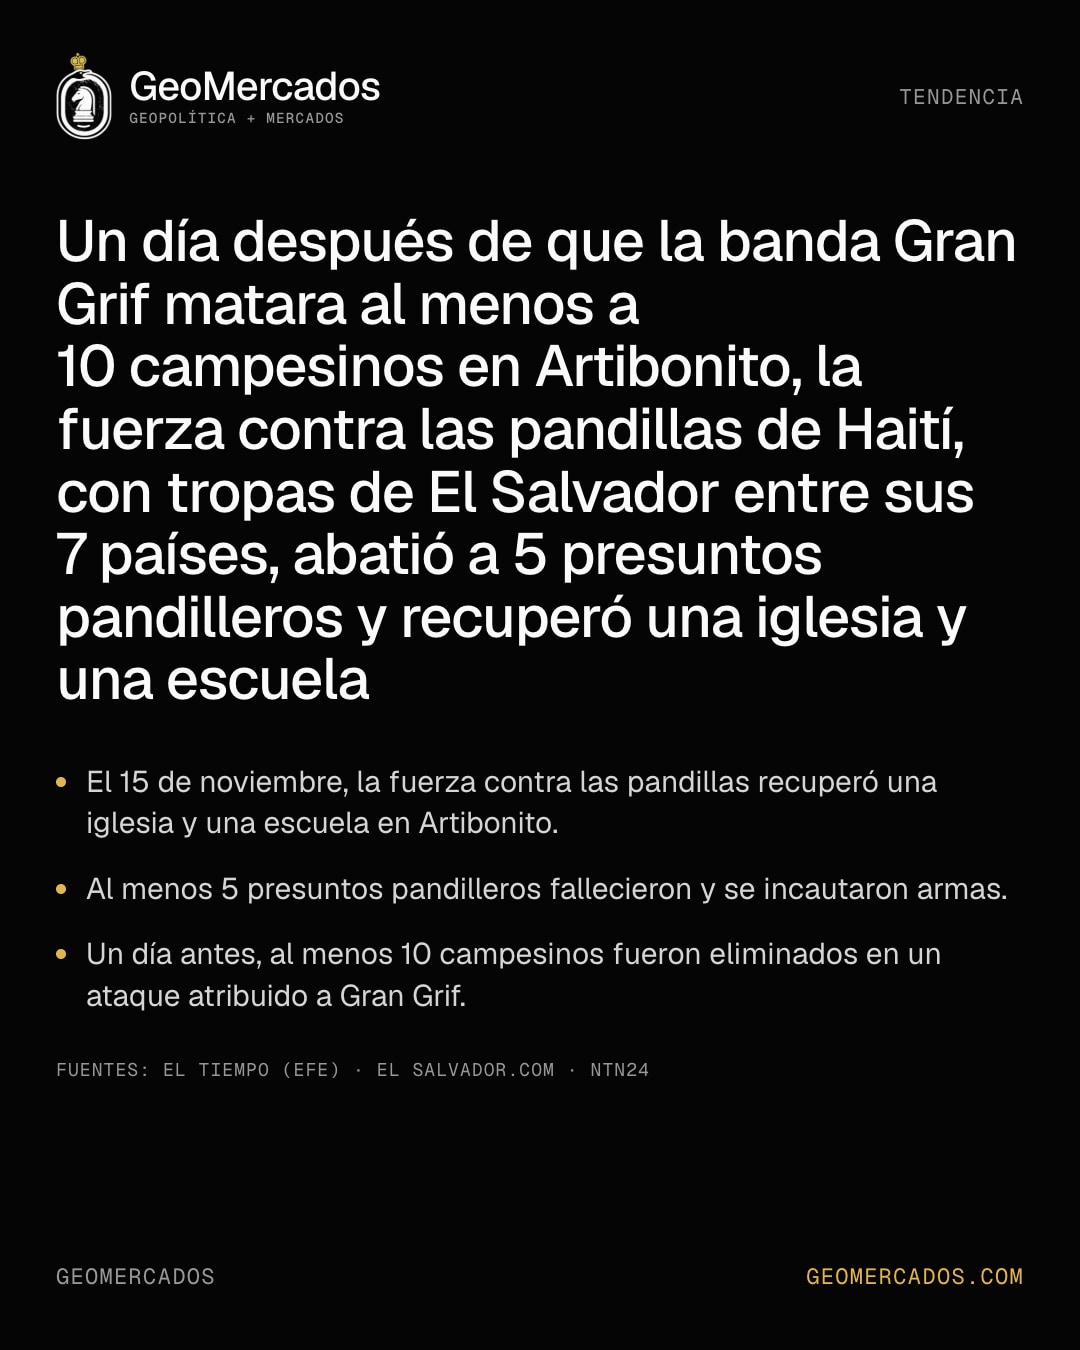 GeoMercados
GEOPOLÍTICA + MERCADOS
TENDENCIA
Un día después de que la banda Gran
Grif matara al menos a
10 campesinos en Artibonito, la
fuerza contra las pandillas de Haití,
con tropas de El Salvador entre sus
7 países, abatió a 5 presuntos
pandilleros y recuperó una iglesia y
una escuela
• El 15 de noviembre, la fuerza contra las pandillas recuperó una
iglesia y una escuela en Artibonito.
• Al menos 5 presuntos pandilleros fallecieron y se incautaron armas.
• Un día antes, al menos 10 campesinos fueron eliminados en un
ataque atribuido a Gran Grif.
FUENTES: EL TIEMPO (EFE) · EL SALVADOR.COM · NTN24
GEOMERCADOS
GEOMERCADOS.COM